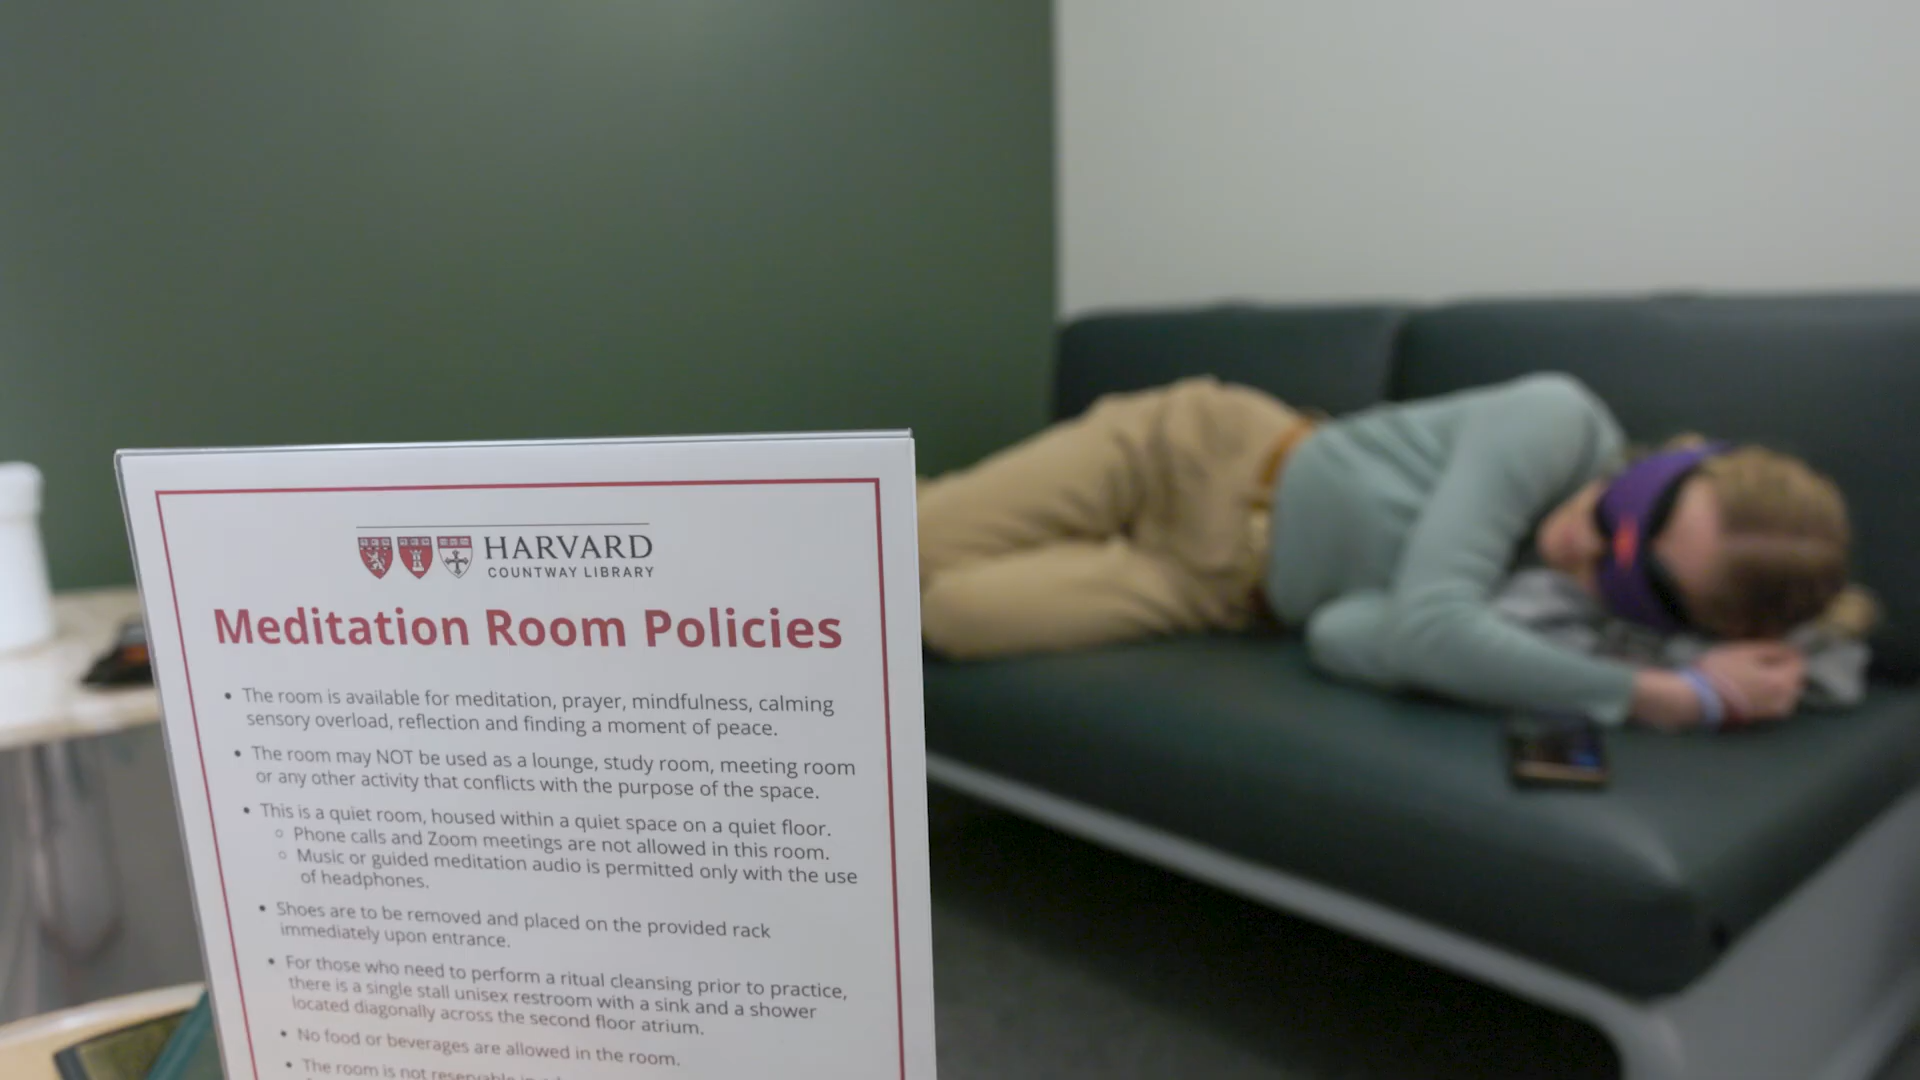 HARVARD
COUNTWAY LIBRARY
Meditation Room Policies
• The room is available for meditation, prayer, mindfulness, calming
sensory overload, reflection and finding a moment of peace.
• The room may NOT be used as a lounge, study room, meeting room
or any other activity that conflicts with the purpose of the space.
• This is a quiet room, housed within a quiet space on a quiet floor.
○ Phone calls and Zoom meetings are not allowed in this room.
○ Music or guided meditation audio is permitted only with the use
of headphones.
• Shoes are to be removed and placed on the provided rack
immediately upon entrance.
• For those who need to perform a ritual cleansing prior to practice,
there is a single stall unisex restroom with a sink and a shower
located diagonally across the second floor atrium.
• No food or beverages are allowed in the room.
• The room is not reservable